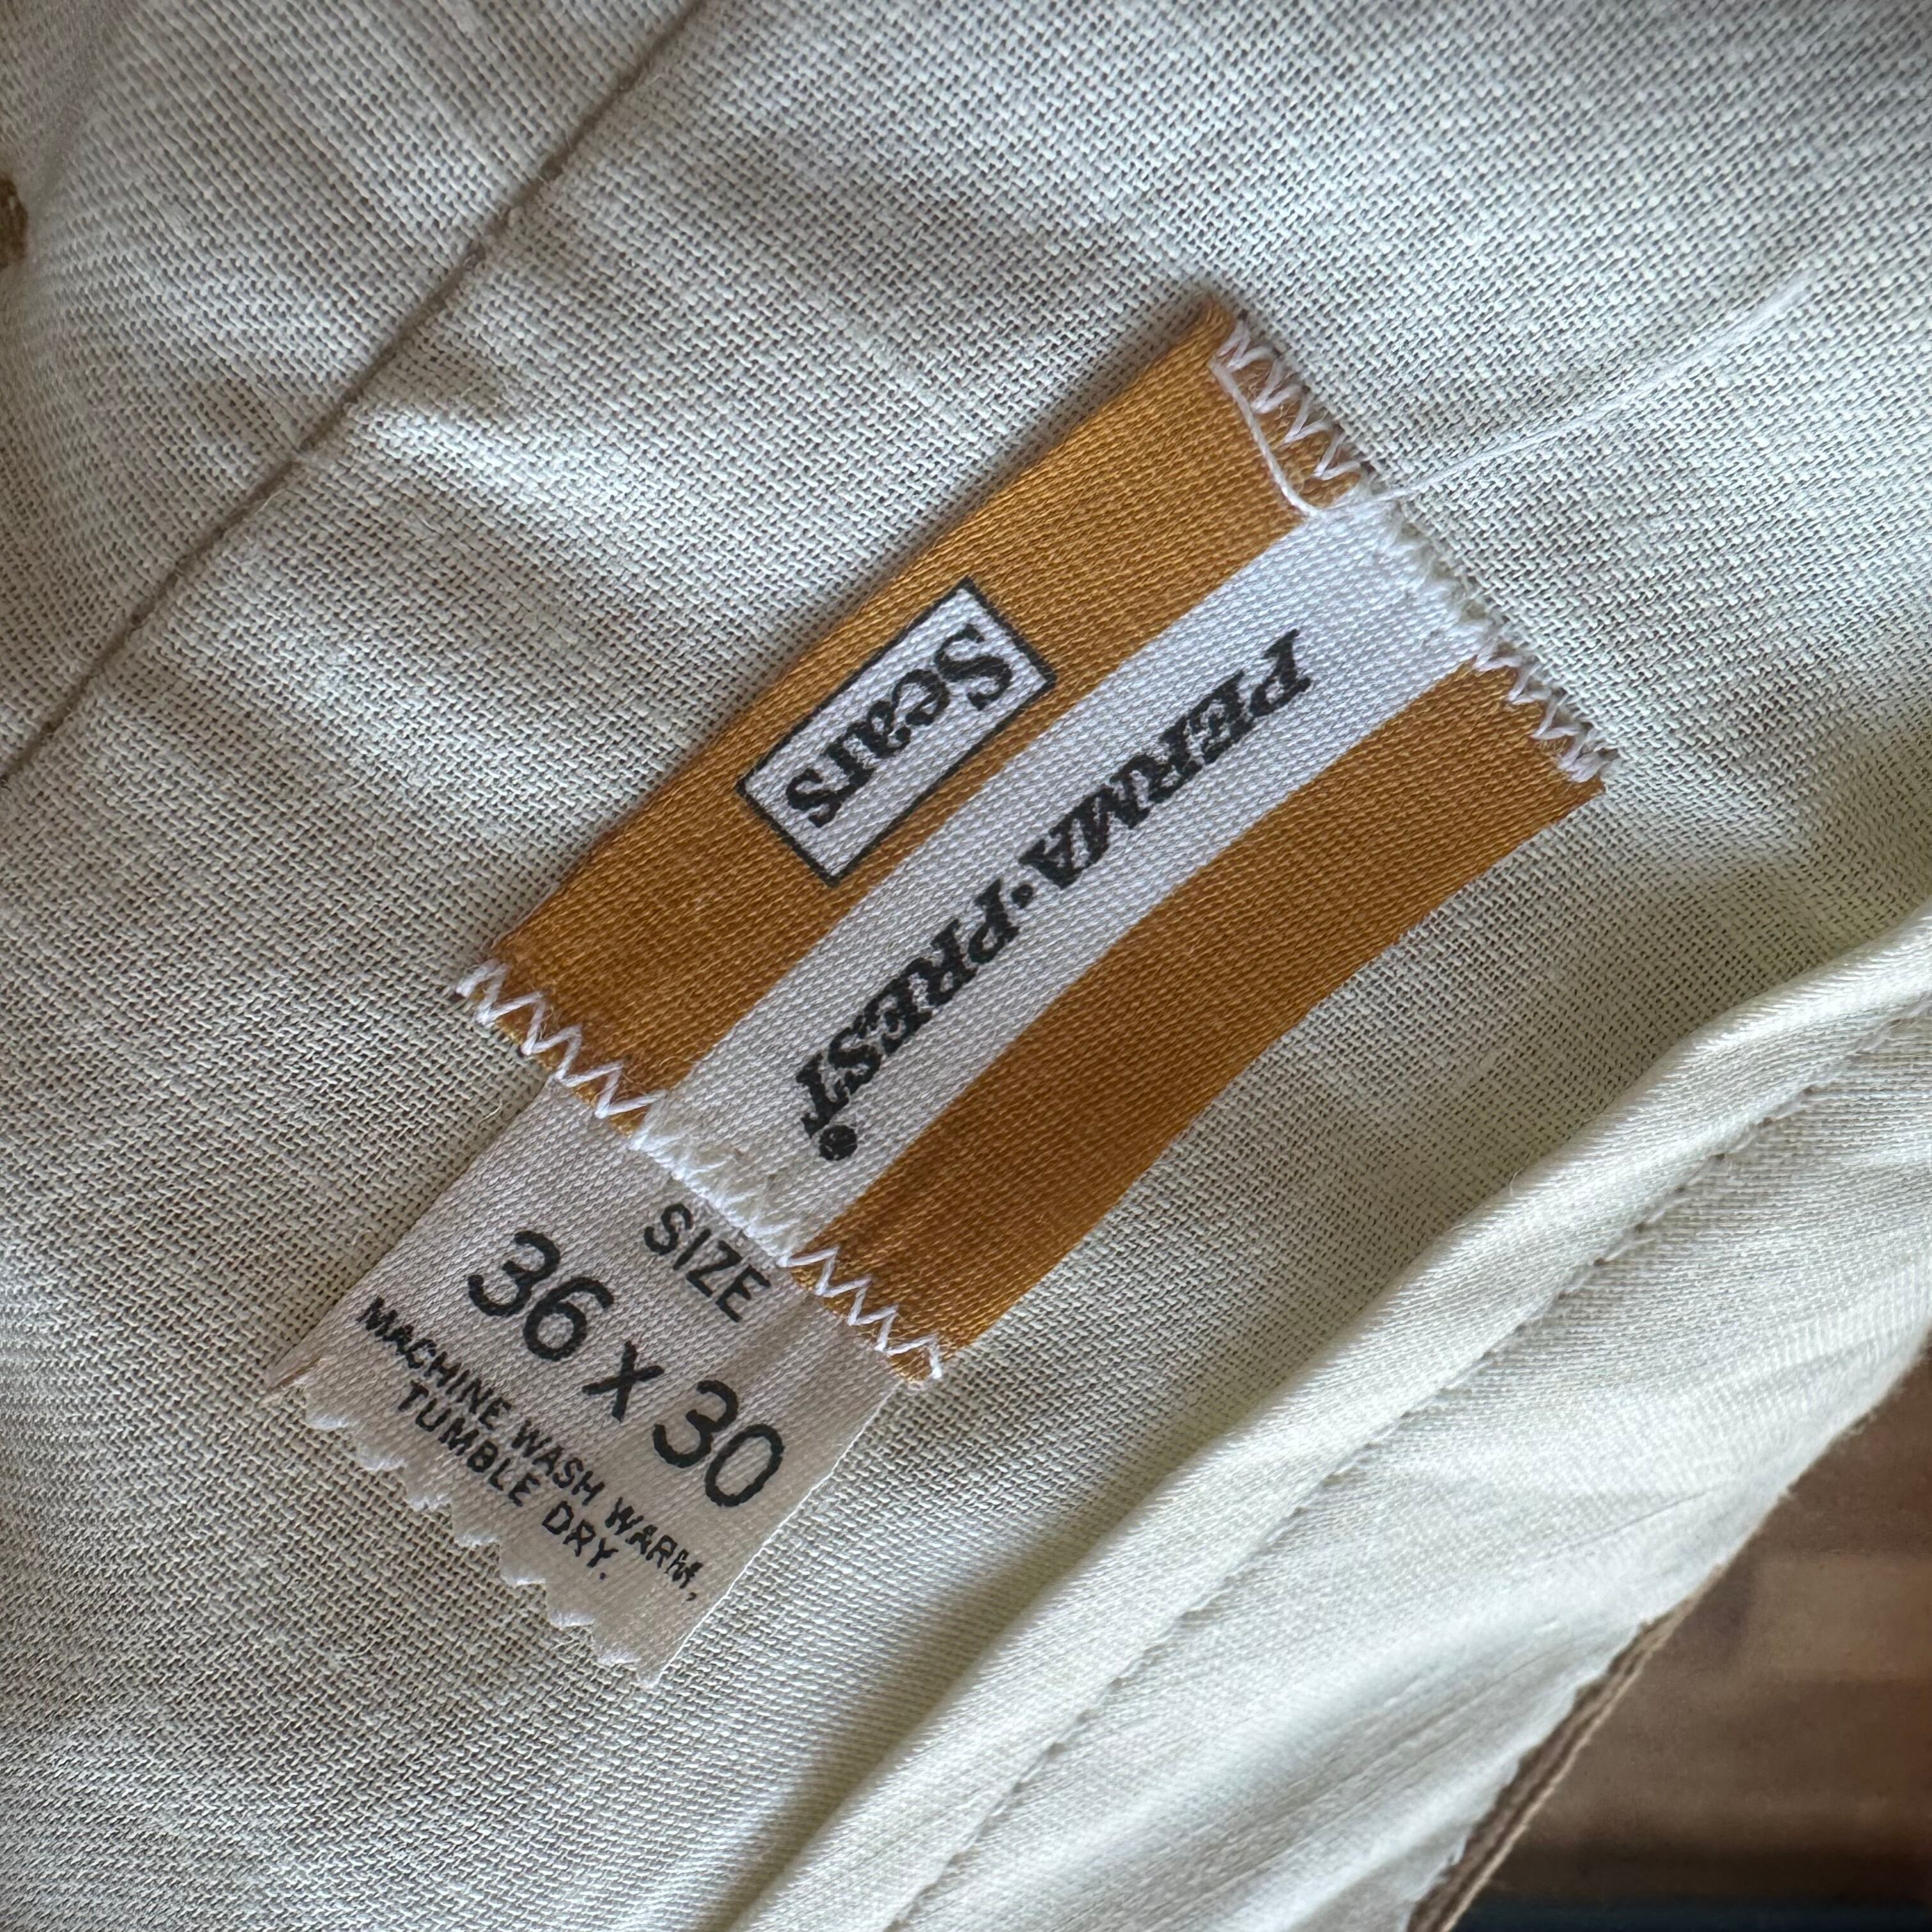 Sears
PERMA·PREST®
SIZE
36 x 30
MACHINE WASH WARM,
TUMBLE DRY.